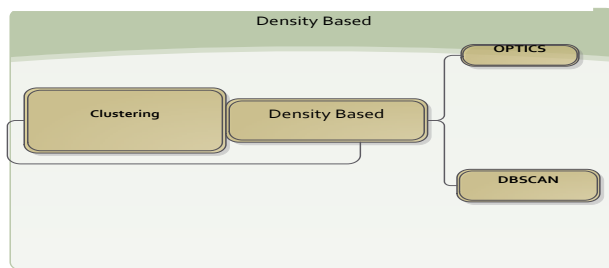 Density Based
OPTICS
Clustering
Density Based
DBSCAN